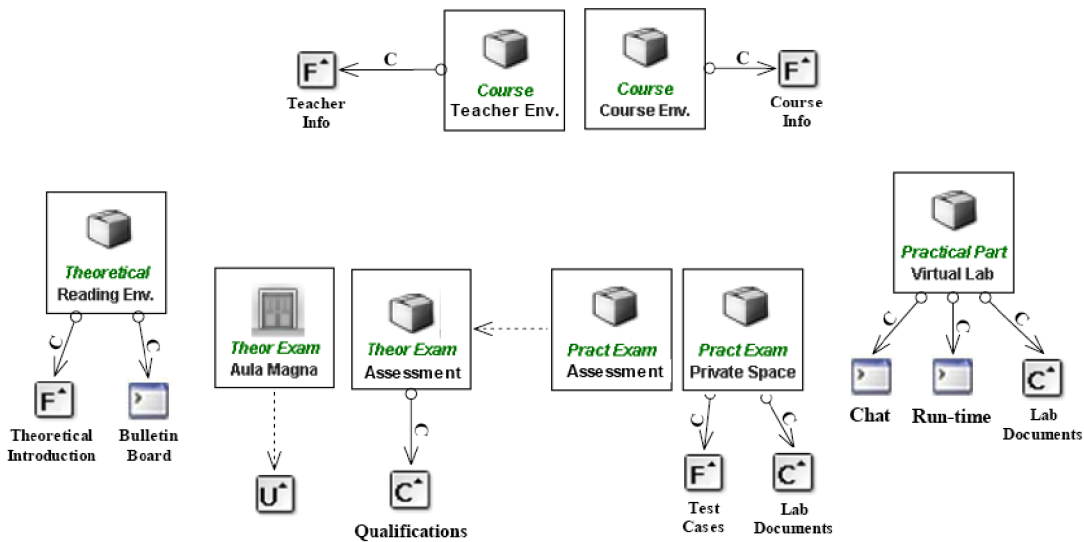 C
C
F
Course
Teacher Env.
Course
Course Env.
F
Teacher
Info
Course
Info
Theoretical
Reading Env.
Practical Part
Virtual Lab
Theor Exam
Aula Magna
Theor Exam
Assessment
Pract Exam
Assessment
Pract Exam
Private Space
C
C
C
C
C
F
C
Chat
Run-time
Lab
Documents
C
C
C
Theoretical
Introduction
Bulletin
Board
U
C
Qualifications
F
Test
Cases
C
Lab
Documents